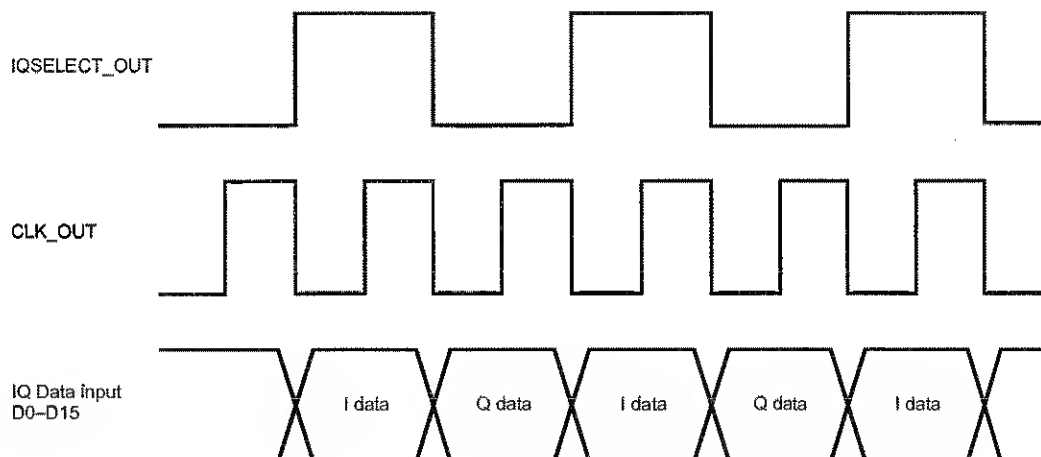 IQSELECT_OUT
CLK_OUT
IQ Data input
D0–D15
I data
Q data
I data
Q data
I data